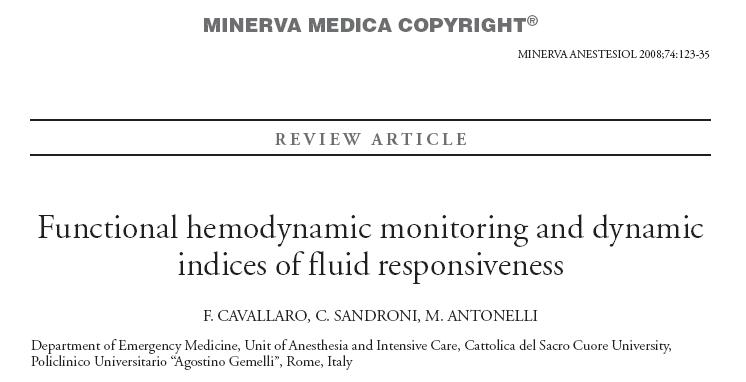 MINERVA MEDICA COPYRIGHT®
MINERVA ANESTESIOL 2008;74:123-35
REVIEW ARTICLE
Functional hemodynamic monitoring and dynamic
indices of fluid responsiveness
F. CAVALLARO, C. SANDRONI, M. ANTONELLI
Department of Emergency Medicine, Unit of Anesthesia and Intensive Care, Cattolica del Sacro Cuore University,
Policlinico Universitario “Agostino Gemelli”, Rome, Italy